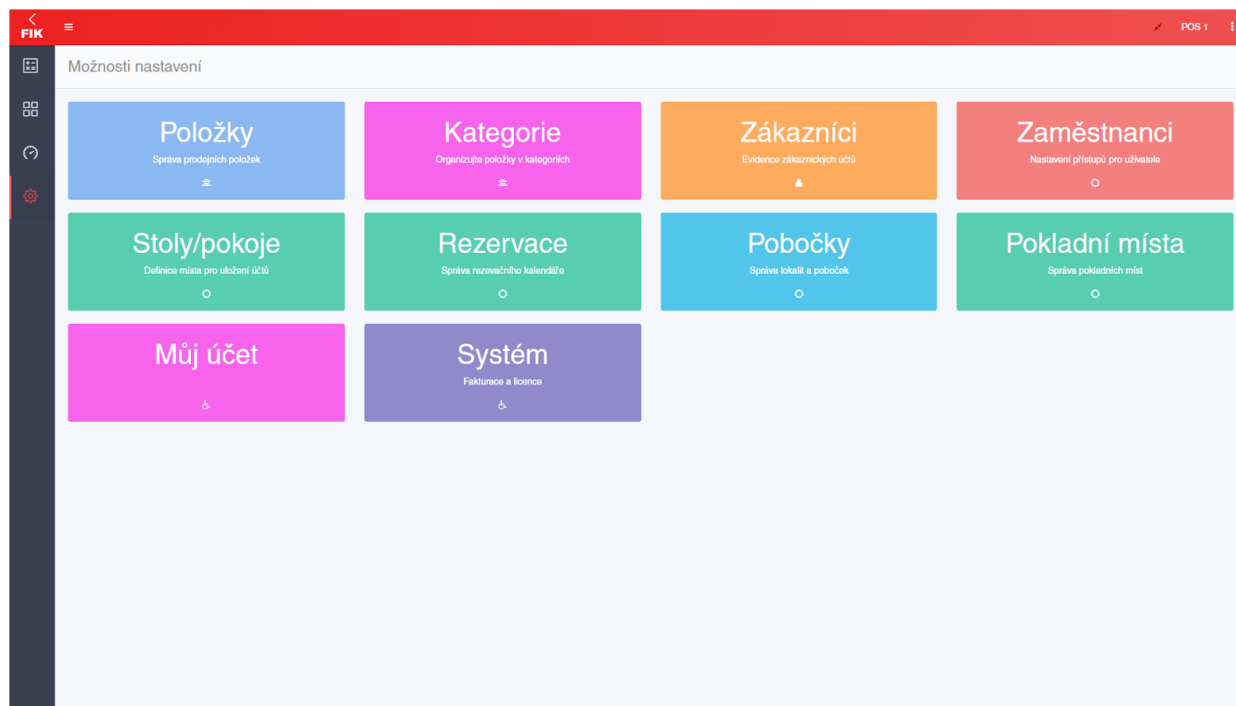 FIK
POS 1
Možnosti nastavení
Položky
Správa prodejních položek
Kategorie
Organizujte položky v kategoriích
Zákazníci
Evidence zákaznických účtů
Zaměstnanci
Nastavení přístupů pro uživatele
Stoly/pokoje
Definice místa pro uložení účtů
Rezervace
Správa rezevačního kalendáře
Pobočky
Správa lokalit a poboček
Pokladní místa
Správa pokladních míst
Můj účet
Systém
Fakturace a licence